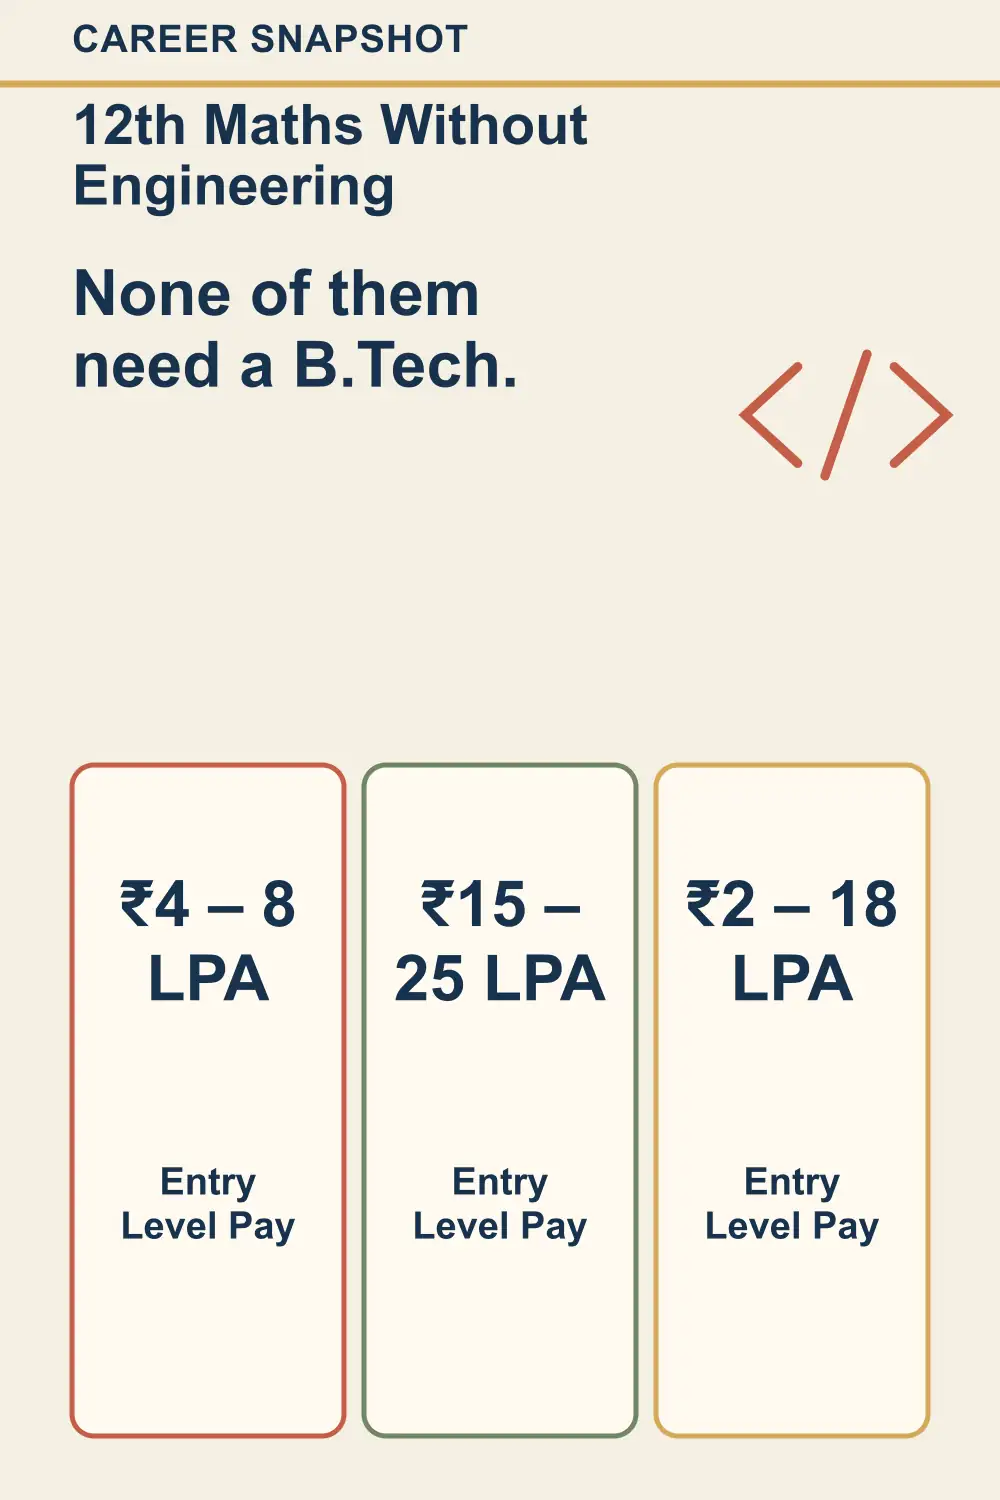 CAREER SNAPSHOT
12th Maths Without
Engineering
None of them
need a B.Tech.
₹4 – 8
LPA
Entry
Level Pay
₹15 –
25 LPA
Entry
Level Pay
₹2 – 18
LPA
Entry
Level Pay